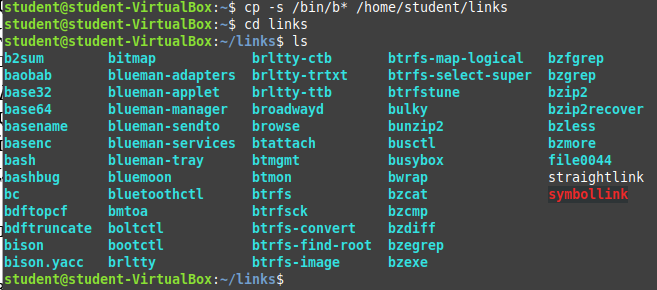 student@student-VirtualBox:~$ cp -s /bin/b* /home/student/links
student@student-VirtualBox:~$ cd links
student@student-VirtualBox:~/links$ ls
b2sum bitmap brltty-ctb btrfs-map-logical bzfgrep
baobab blueman-adapters brltty-trtxt btrfs-select-super bzgrep
base32 blueman-applet brltty-ttb btrfstune bzip2
base64 blueman-manager broadwayd bulky bzip2recover
basename blueman-sendto browse bunzip2 bzless
basenc blueman-services btattach busctl bzmore
bash blueman-tray btmgmt busybox file0044
bashbug bluemoon btmon bwrap straightlink
bc bluetoothctl btrfs bzcat symbollink
bdftopcf bmtoa btrfsck bzcmp
bdftruncate boltctl btrfs-convert bzdiff
bison bootctl btrfs-find-root bzegrep
bison.yacc brltty btrfs-image bzexe
student@student-VirtualBox:~/links$